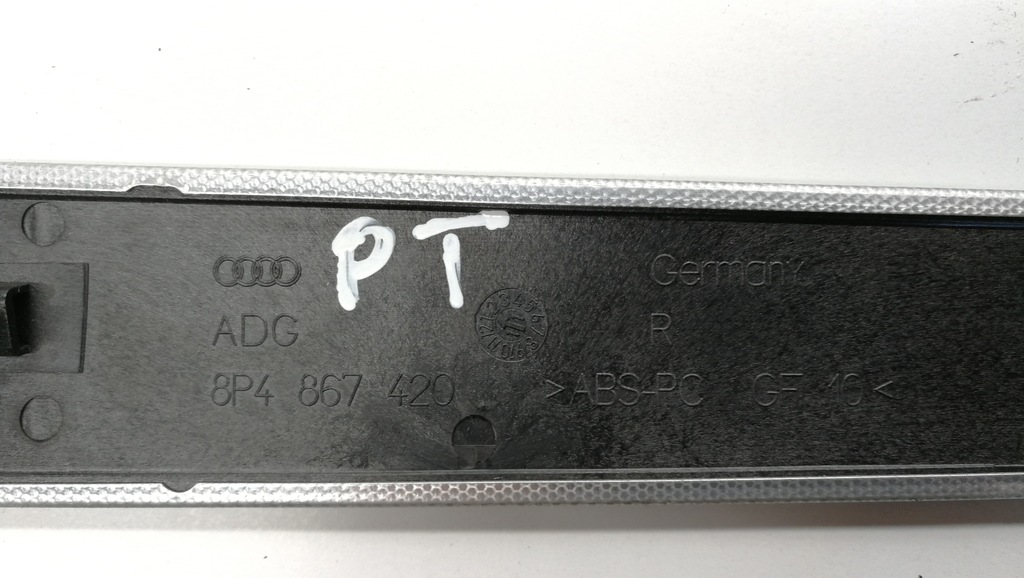 PT
Germany
ADG R
8P4 867 420 >ABS-PC GF 10<